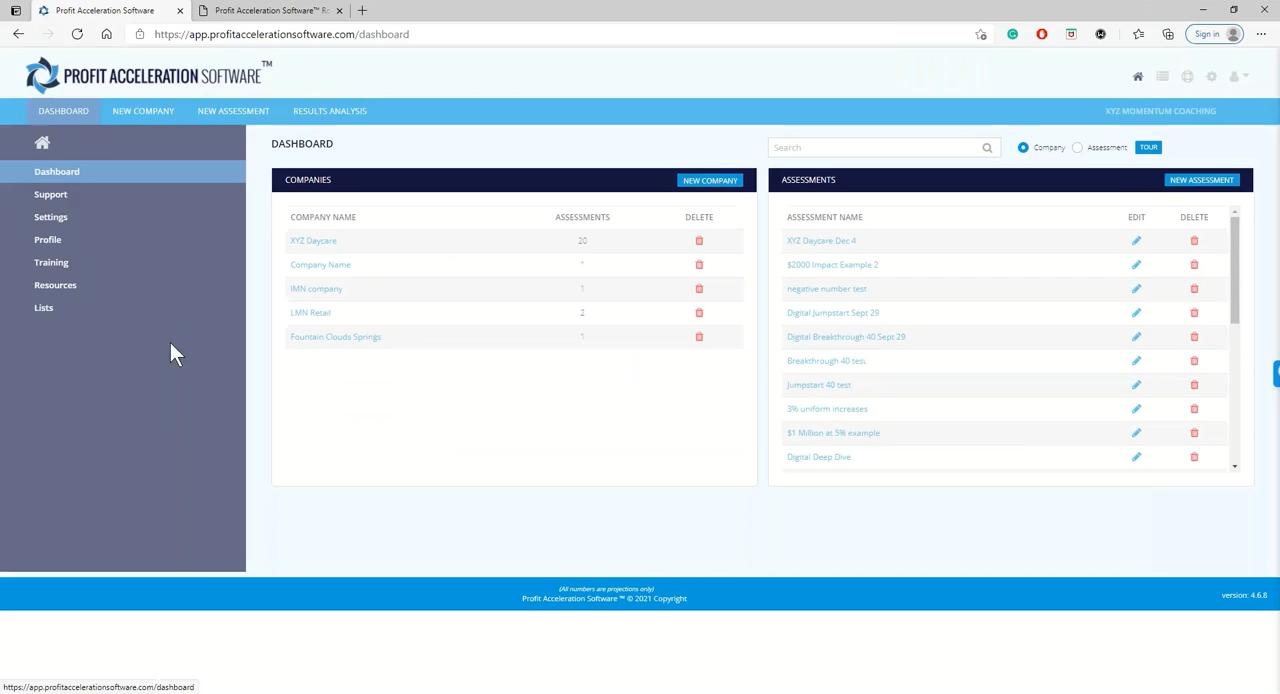 Profit Acceleration Software
Profit Acceleration Software™ Ro
https://app.profitaccelerationsoftware.com/dashboard
Sign in
PROFIT ACCELERATION SOFTWARE™
DASHBOARD
NEW COMPANY
NEW ASSESSMENT
RESULTS ANALYSIS
XYZ MOMENTUM COACHING
Dashboard
Support
Settings
Profile
Training
Resources
Lists
DASHBOARD
Search
Company
Assessment
TOUR
COMPANIES
NEW COMPANY
COMPANY NAME ASSESSMENTS DELETE
XYZ Daycare 20
Company Name
IMN company 1
LMN Retail 2
Fountain Clouds Springs 1
ASSESSMENTS
NEW ASSESSMENT
ASSESSMENT NAME EDIT DELETE
XYZ Daycare Dec 4
$2000 Impact Example 2
negative number test
Digital Jumpstart Sept 29
Digital Breakthrough 40 Sept 29
Breakthrough 40 test
Jumpstart 40 test
3% uniform increases
$1 Million at 5% example
Digital Deep Dive
(All numbers are projections only)
Profit Acceleration Software ™ © 2021 Copyright
version: 4.6.8
https://app.profitaccelerationsoftware.com/dashboard